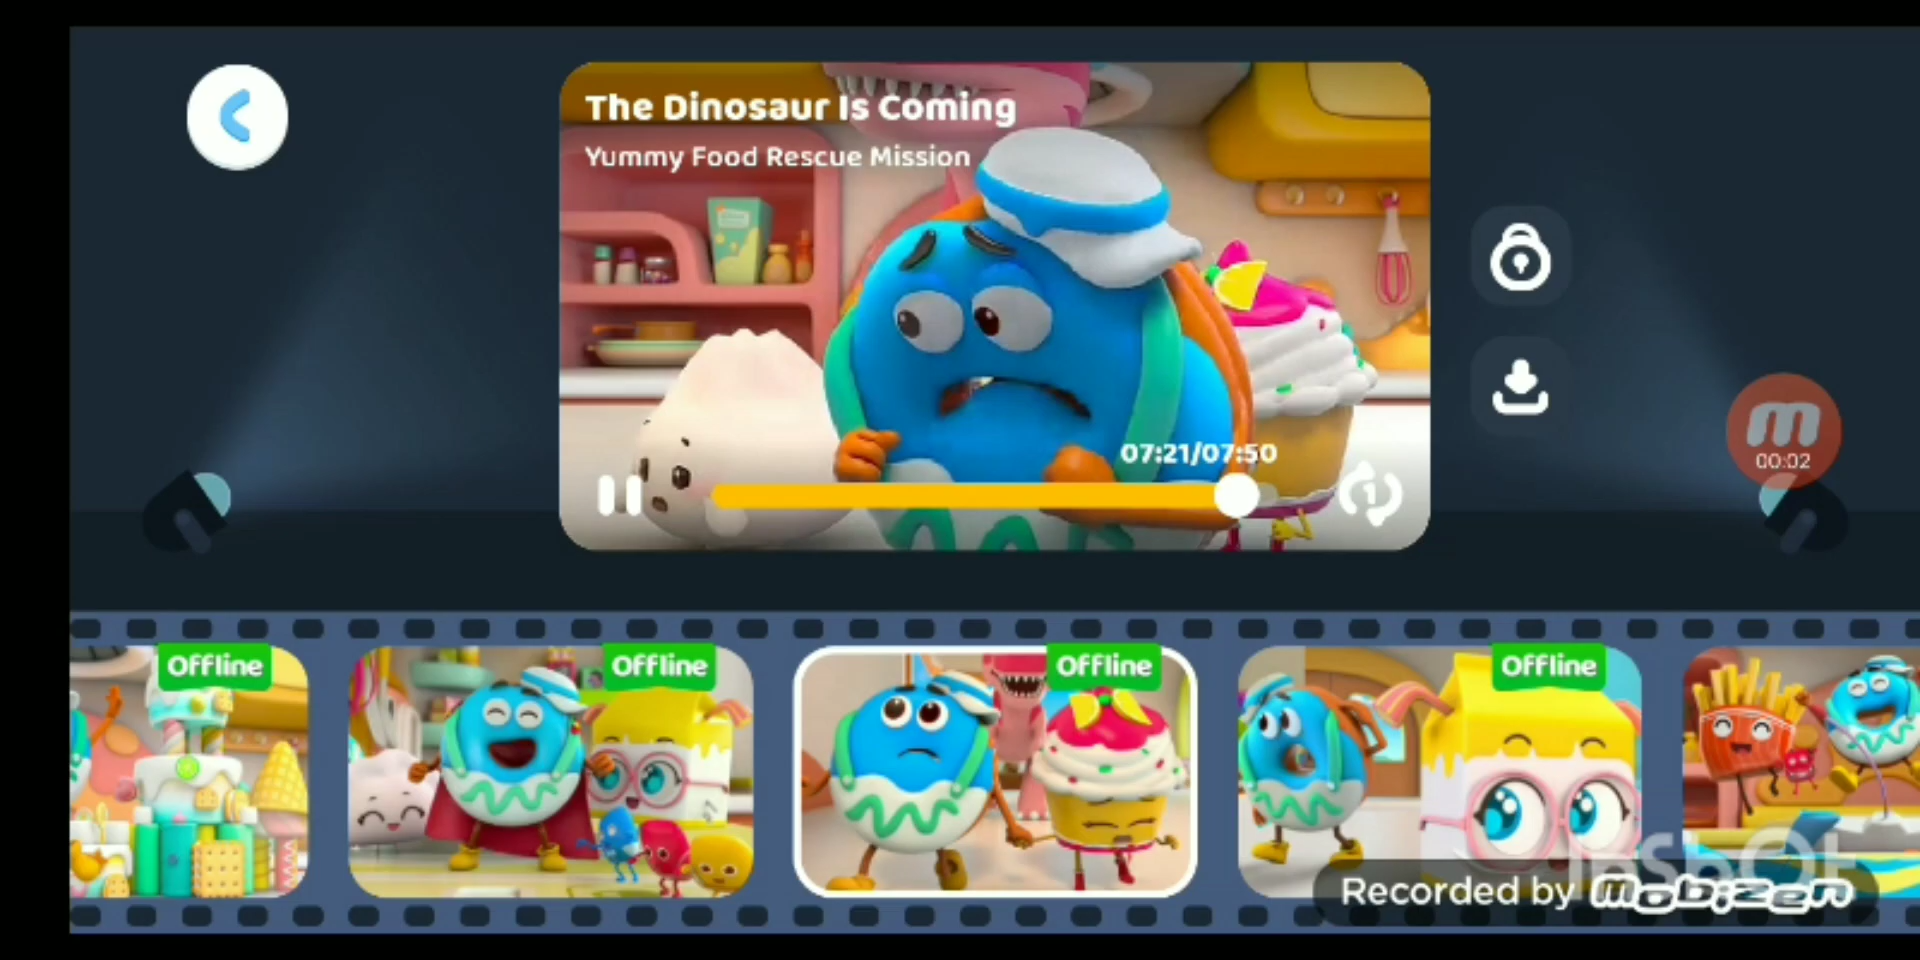 The Dinosaur Is Coming
Yummy Food Rescue Mission
07:21/07:50
1
00:02
Offline
Offline
Offline
Offline
Recorded by mobizen